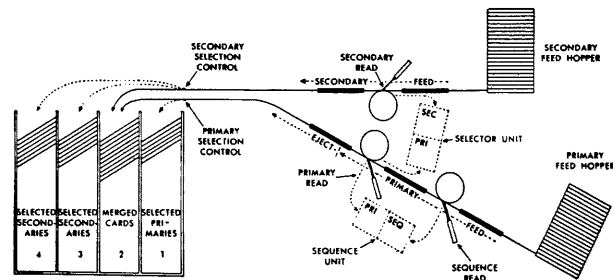 SECONDARY
SELECTION
CONTROL
SECONDARY
READ
SECONDARY
FEED HOPPER
SECONDARY
FEED
SEC
PRI
SELECTOR UNIT
PRIMARY
SELECTION
CONTROL
EJECT
PRIMARY
READ
PRIMARY
FEED
PRIMARY
FEED HOPPER
PRI
SEQ
SEQUENCE
UNIT
SEQUENCE
READ
SELECTED
SECOND-
ARIES
4
SELECTED
SECOND-
ARIES
3
MERGED
CARDS
2
SELECTED
PRI-
MARIES
1